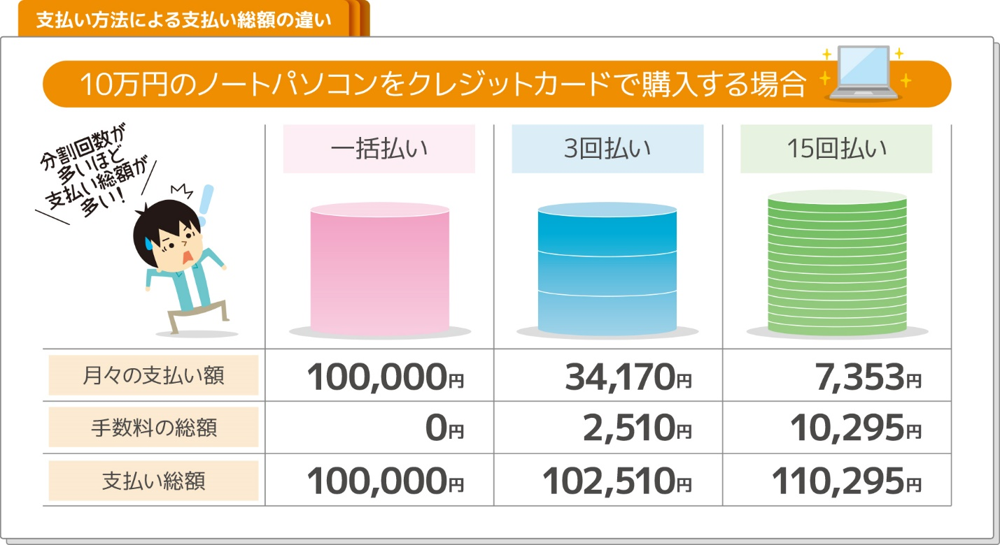 支払い方法による支払い総額の違い
10万円のノートパソコンをクレジットカードで購入する場合
分割回数が
多いほど
支払い総額が
多い!
一括払い
3回払い
15回払い
月々の支払い額
100,000円
34,170円
7,353円
手数料の総額
0円
2,510円
10,295円
支払い総額
100,000円
102,510円
110,295円